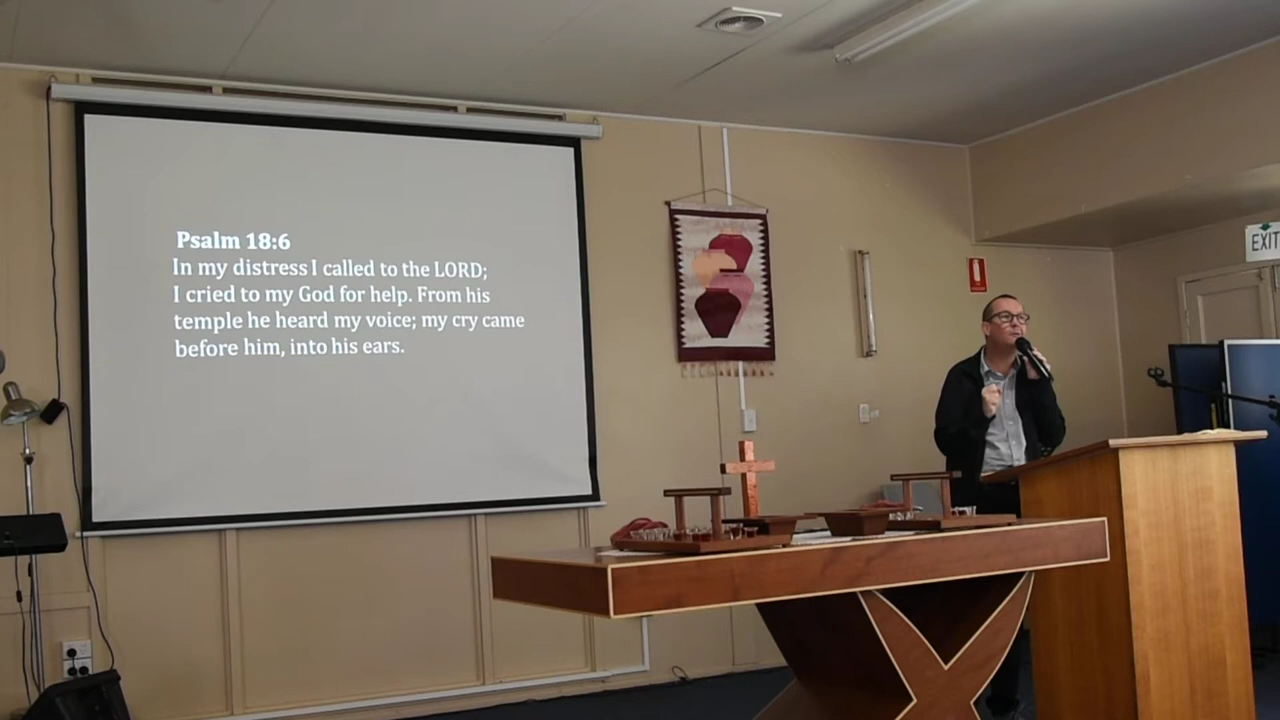 Psalm 18:6
In my distress I called to the LORD;
I cried to my God for help. From his
temple he heard my voice; my cry came
before him, into his ears.
EXIT